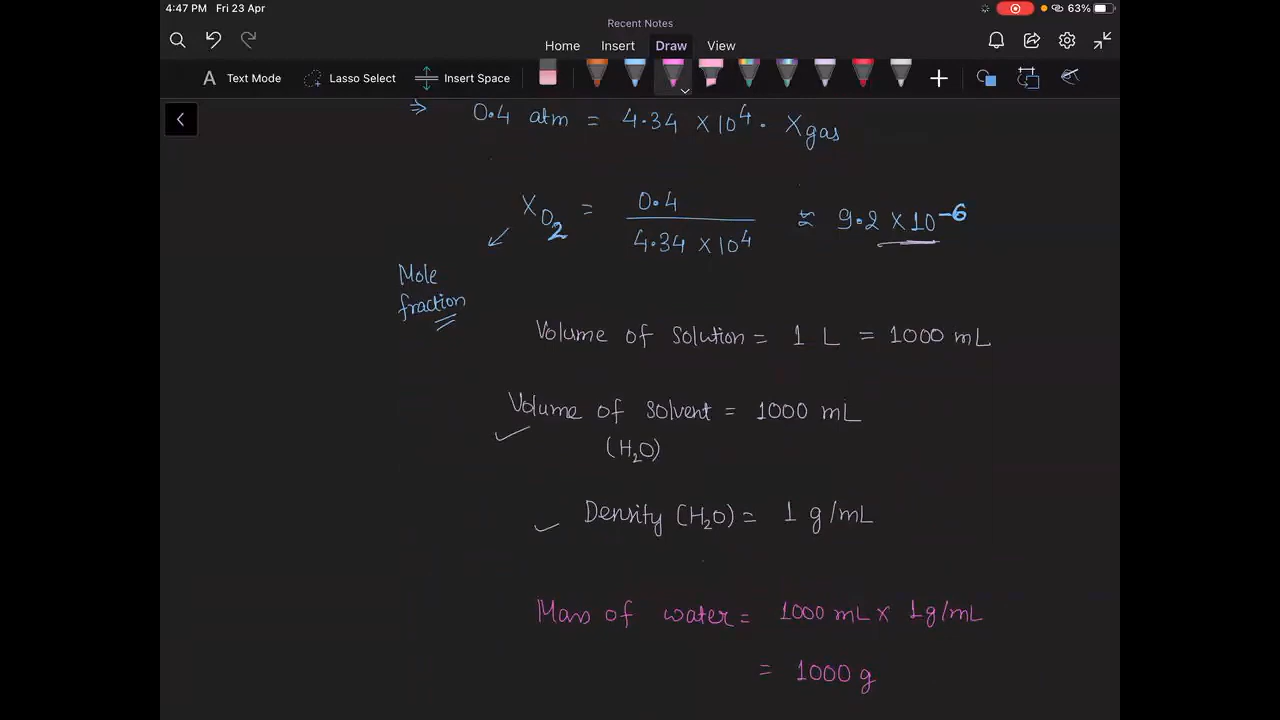 4:47 PM Fri 23 Apr
63%
Recent Notes
Home Insert Draw View
A Text Mode Lasso Select Insert Space
⇒ 0.4 atm = 4.34 × 10⁴ · X gas
X O₂ = 0.4 / 4.34 × 10⁴ ≈ 9.2 × 10⁻⁶
Mole
fraction
Volume of solution = 1 L = 1000 mL
Volume of solvent = 1000 mL
(H₂O)
Density (H₂O) = 1 g/mL
Mass of water = 1000 mL × 1g/mL
= 1000 g